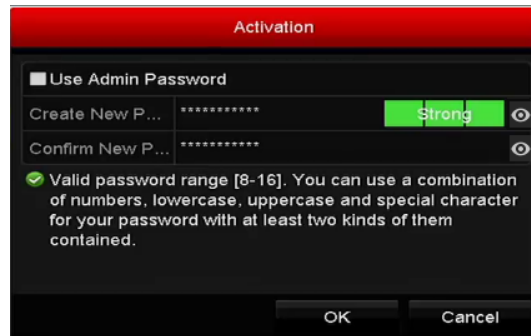 Activation
Use Admin Password
Create New P... *********** Strong
Confirm New P... ***********
Valid password range [8-16]. You can use a combination
of numbers, lowercase, uppercase and special character
for your password with at least two kinds of them
contained.
OK Cancel